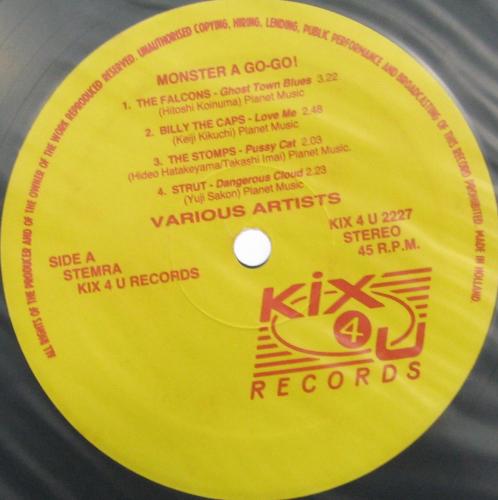 ALL RIGHTS OF THE PRODUCER AND OF THE OWNER OF THE WORK REPRODUCED RESERVED. UNAUTHORISED COPYING, HIRING, LENDING, PUBLIC PERFORMANCE AND BROADCASTING OF THIS RECORD PROHIBITED MADE IN HOLLAND
MONSTER A GO-GO!
1. THE FALCONS - Ghost Town Blues 3.22
(Hitoshi Koinuma) Planet Music
2. BILLY THE CAPS - Love Me 2.48
(Keiji Kikuchi) Planet Music
3. THE STOMPS - Pussy Cat 2.03
(Hideo Hatakeyama/Takashi Imai) Planet Music.
4. STRUT - Dangerous Cloud 2.23
(Yuji Sakon) Planet Music
VARIOUS ARTISTS
SIDE A
STEMRA
KIX 4 U RECORDS
KIX 4 U 2227
STEREO
45 R.P.M.
KiX
4
U
RECORDS